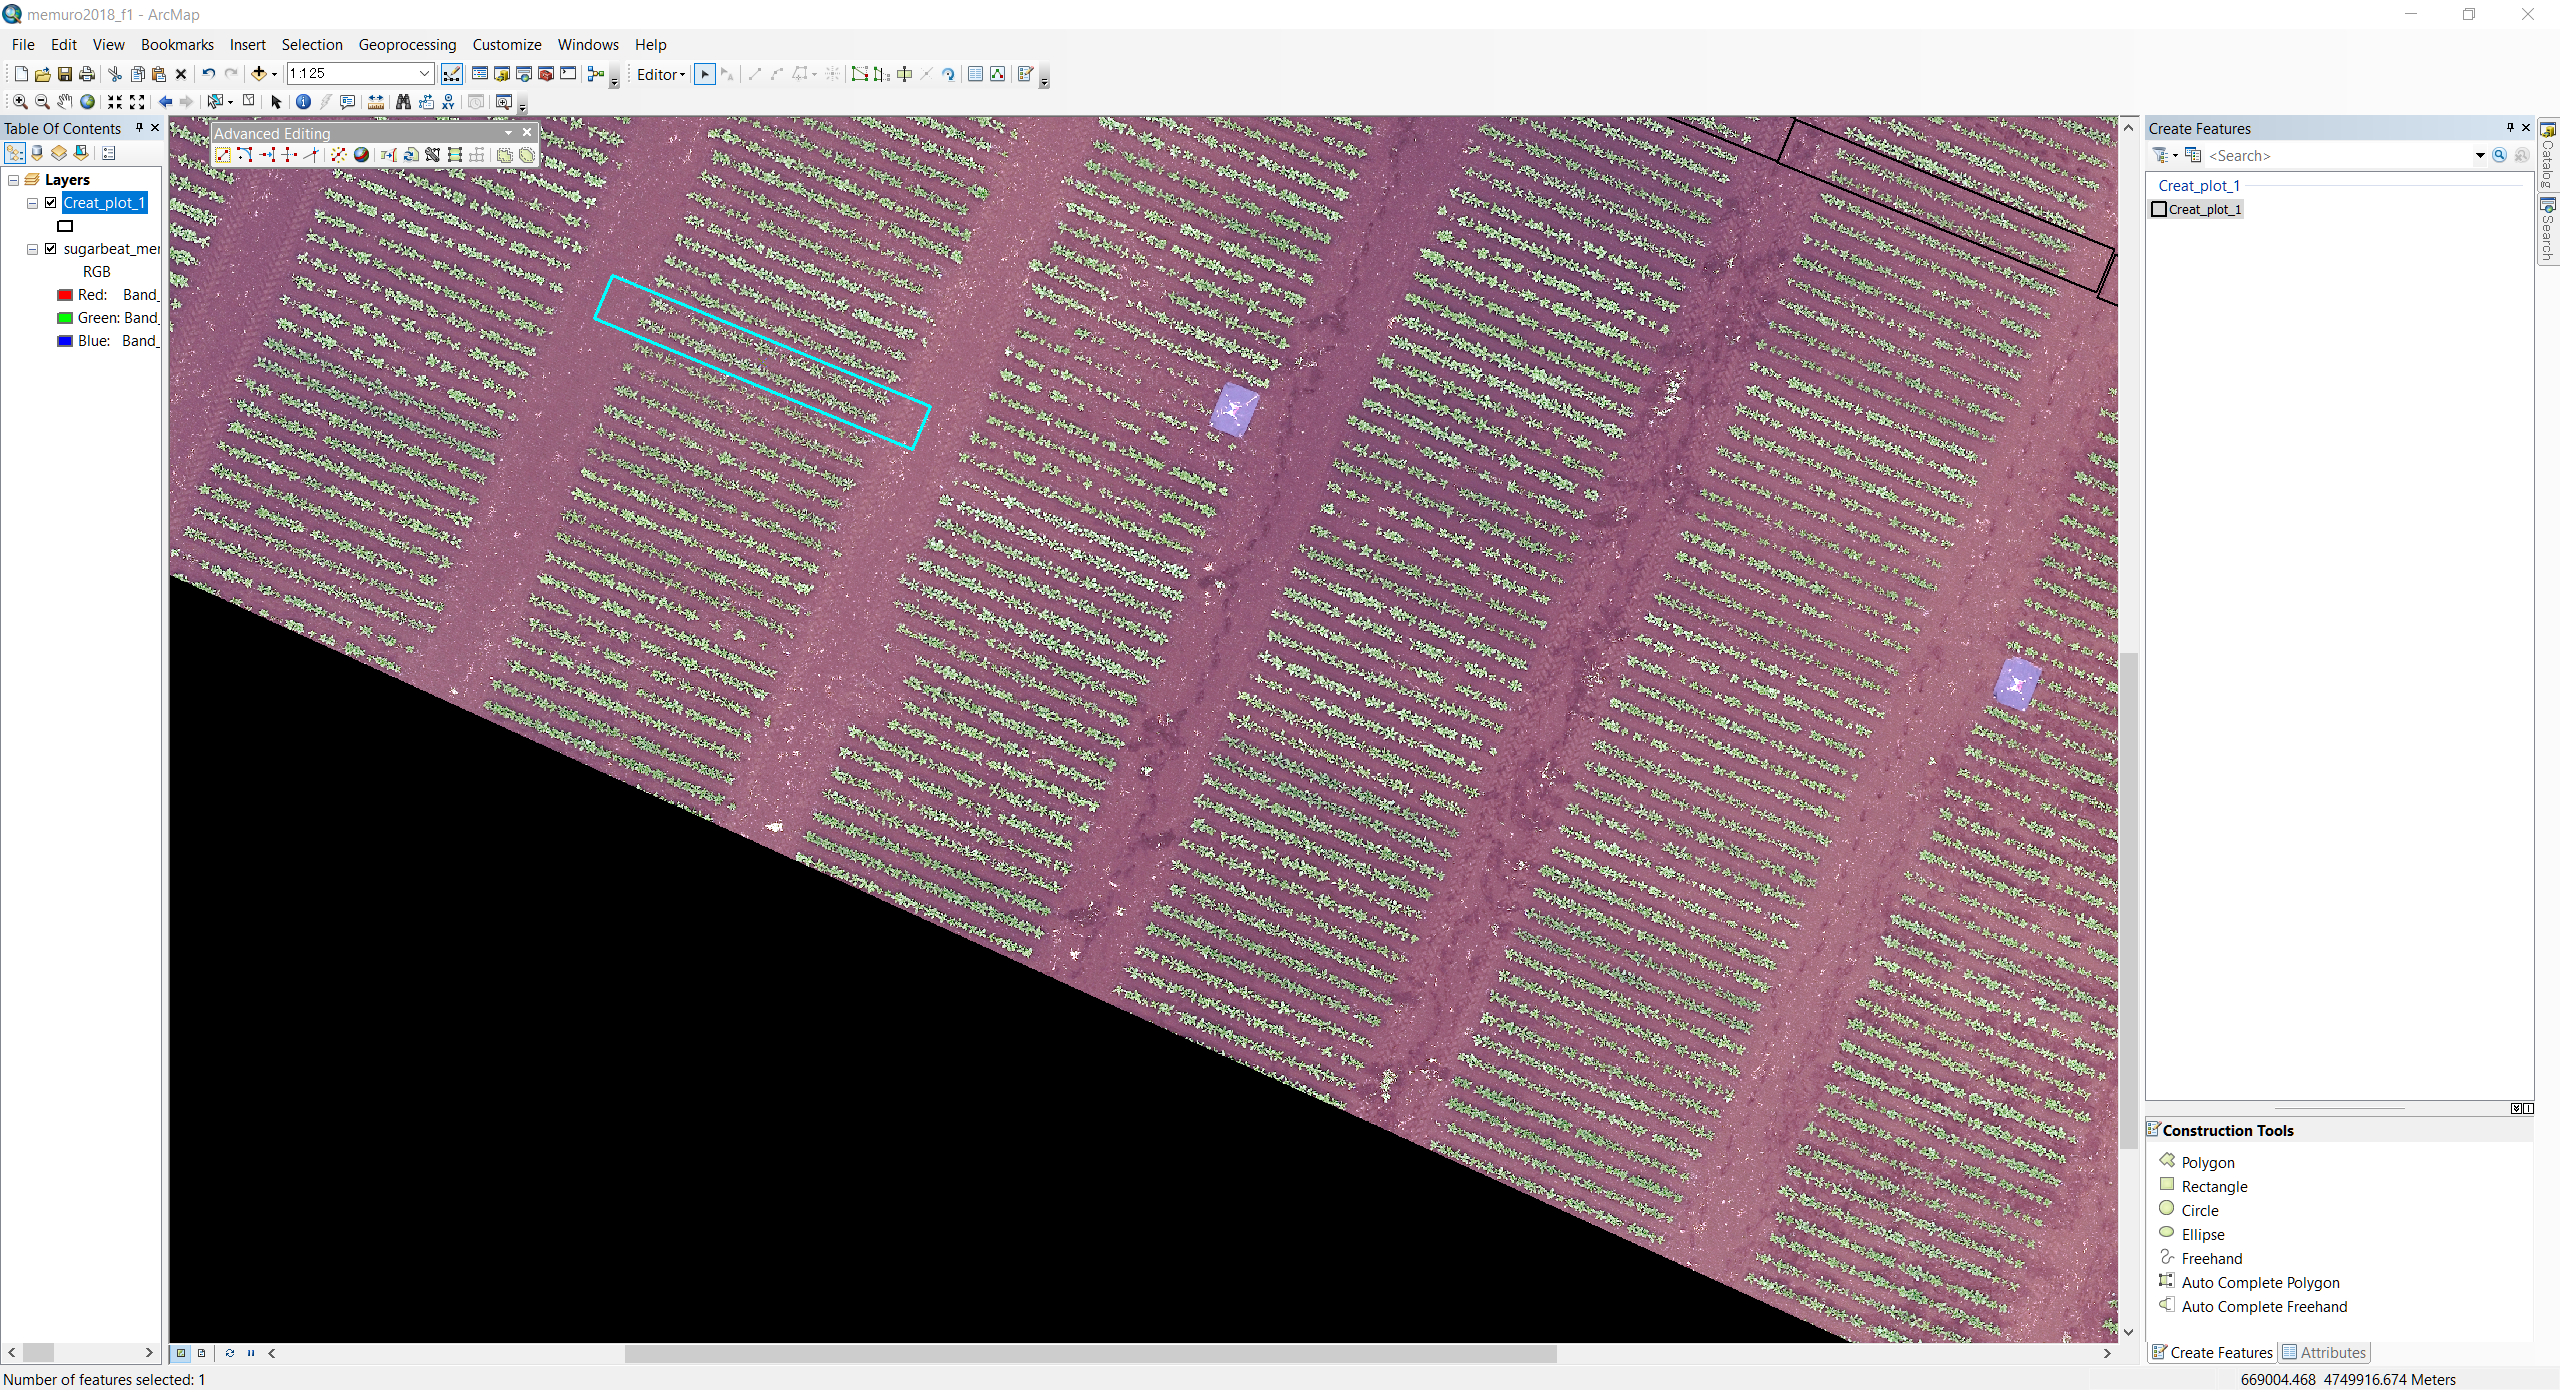 memuro2018_f1 - ArcMap
File Edit View Bookmarks Insert Selection Geoprocessing Customize Windows Help
1:125
Editor
Table Of Contents
Advanced Editing
Create Features
<Search>
Layers
Creat_plot_1
sugarbeat_mer
RGB
Red: Band_
Green: Band_
Blue: Band_
Creat_plot_1
Creat_plot_1
Catalog
Search
Construction Tools
Polygon
Rectangle
Circle
Ellipse
Freehand
Auto Complete Polygon
Auto Complete Freehand
Create Features Attributes
Number of features selected: 1
669004.468 4749916.674 Meters